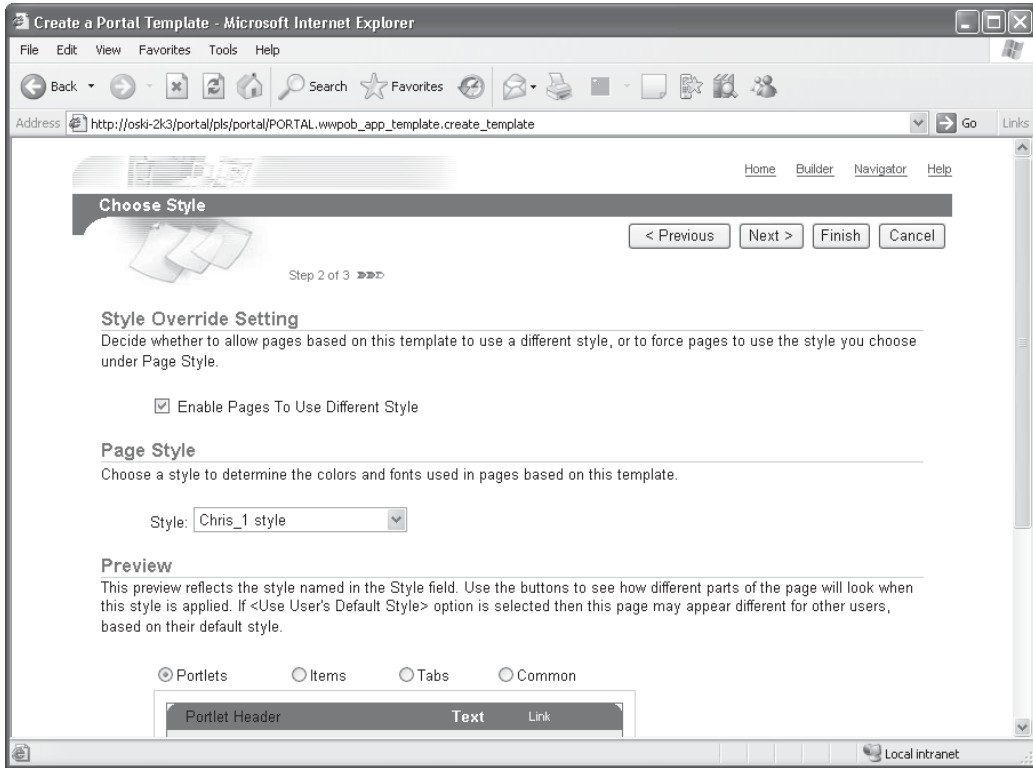 Create a Portal Template - Microsoft Internet Explorer
File Edit View Favorites Tools Help
Back Search Favorites
Address http://oski-2k3/portal/pls/portal/PORTAL.wwpob_app_template.create_template Go Links
Home Builder Navigator Help
Choose Style
< Previous Next > Finish Cancel
Step 2 of 3
Style Override Setting
Decide whether to allow pages based on this template to use a different style, or to force pages to use the style you choose
under Page Style.
Enable Pages To Use Different Style
Page Style
Choose a style to determine the colors and fonts used in pages based on this template.
Style: Chris_1 style
Preview
This preview reflects the style named in the Style field. Use the buttons to see how different parts of the page will look when
this style is applied. If <Use User's Default Style> option is selected then this page may appear different for other users,
based on their default style.
Portlets Items Tabs Common
Portlet Header Text Link
Local intranet